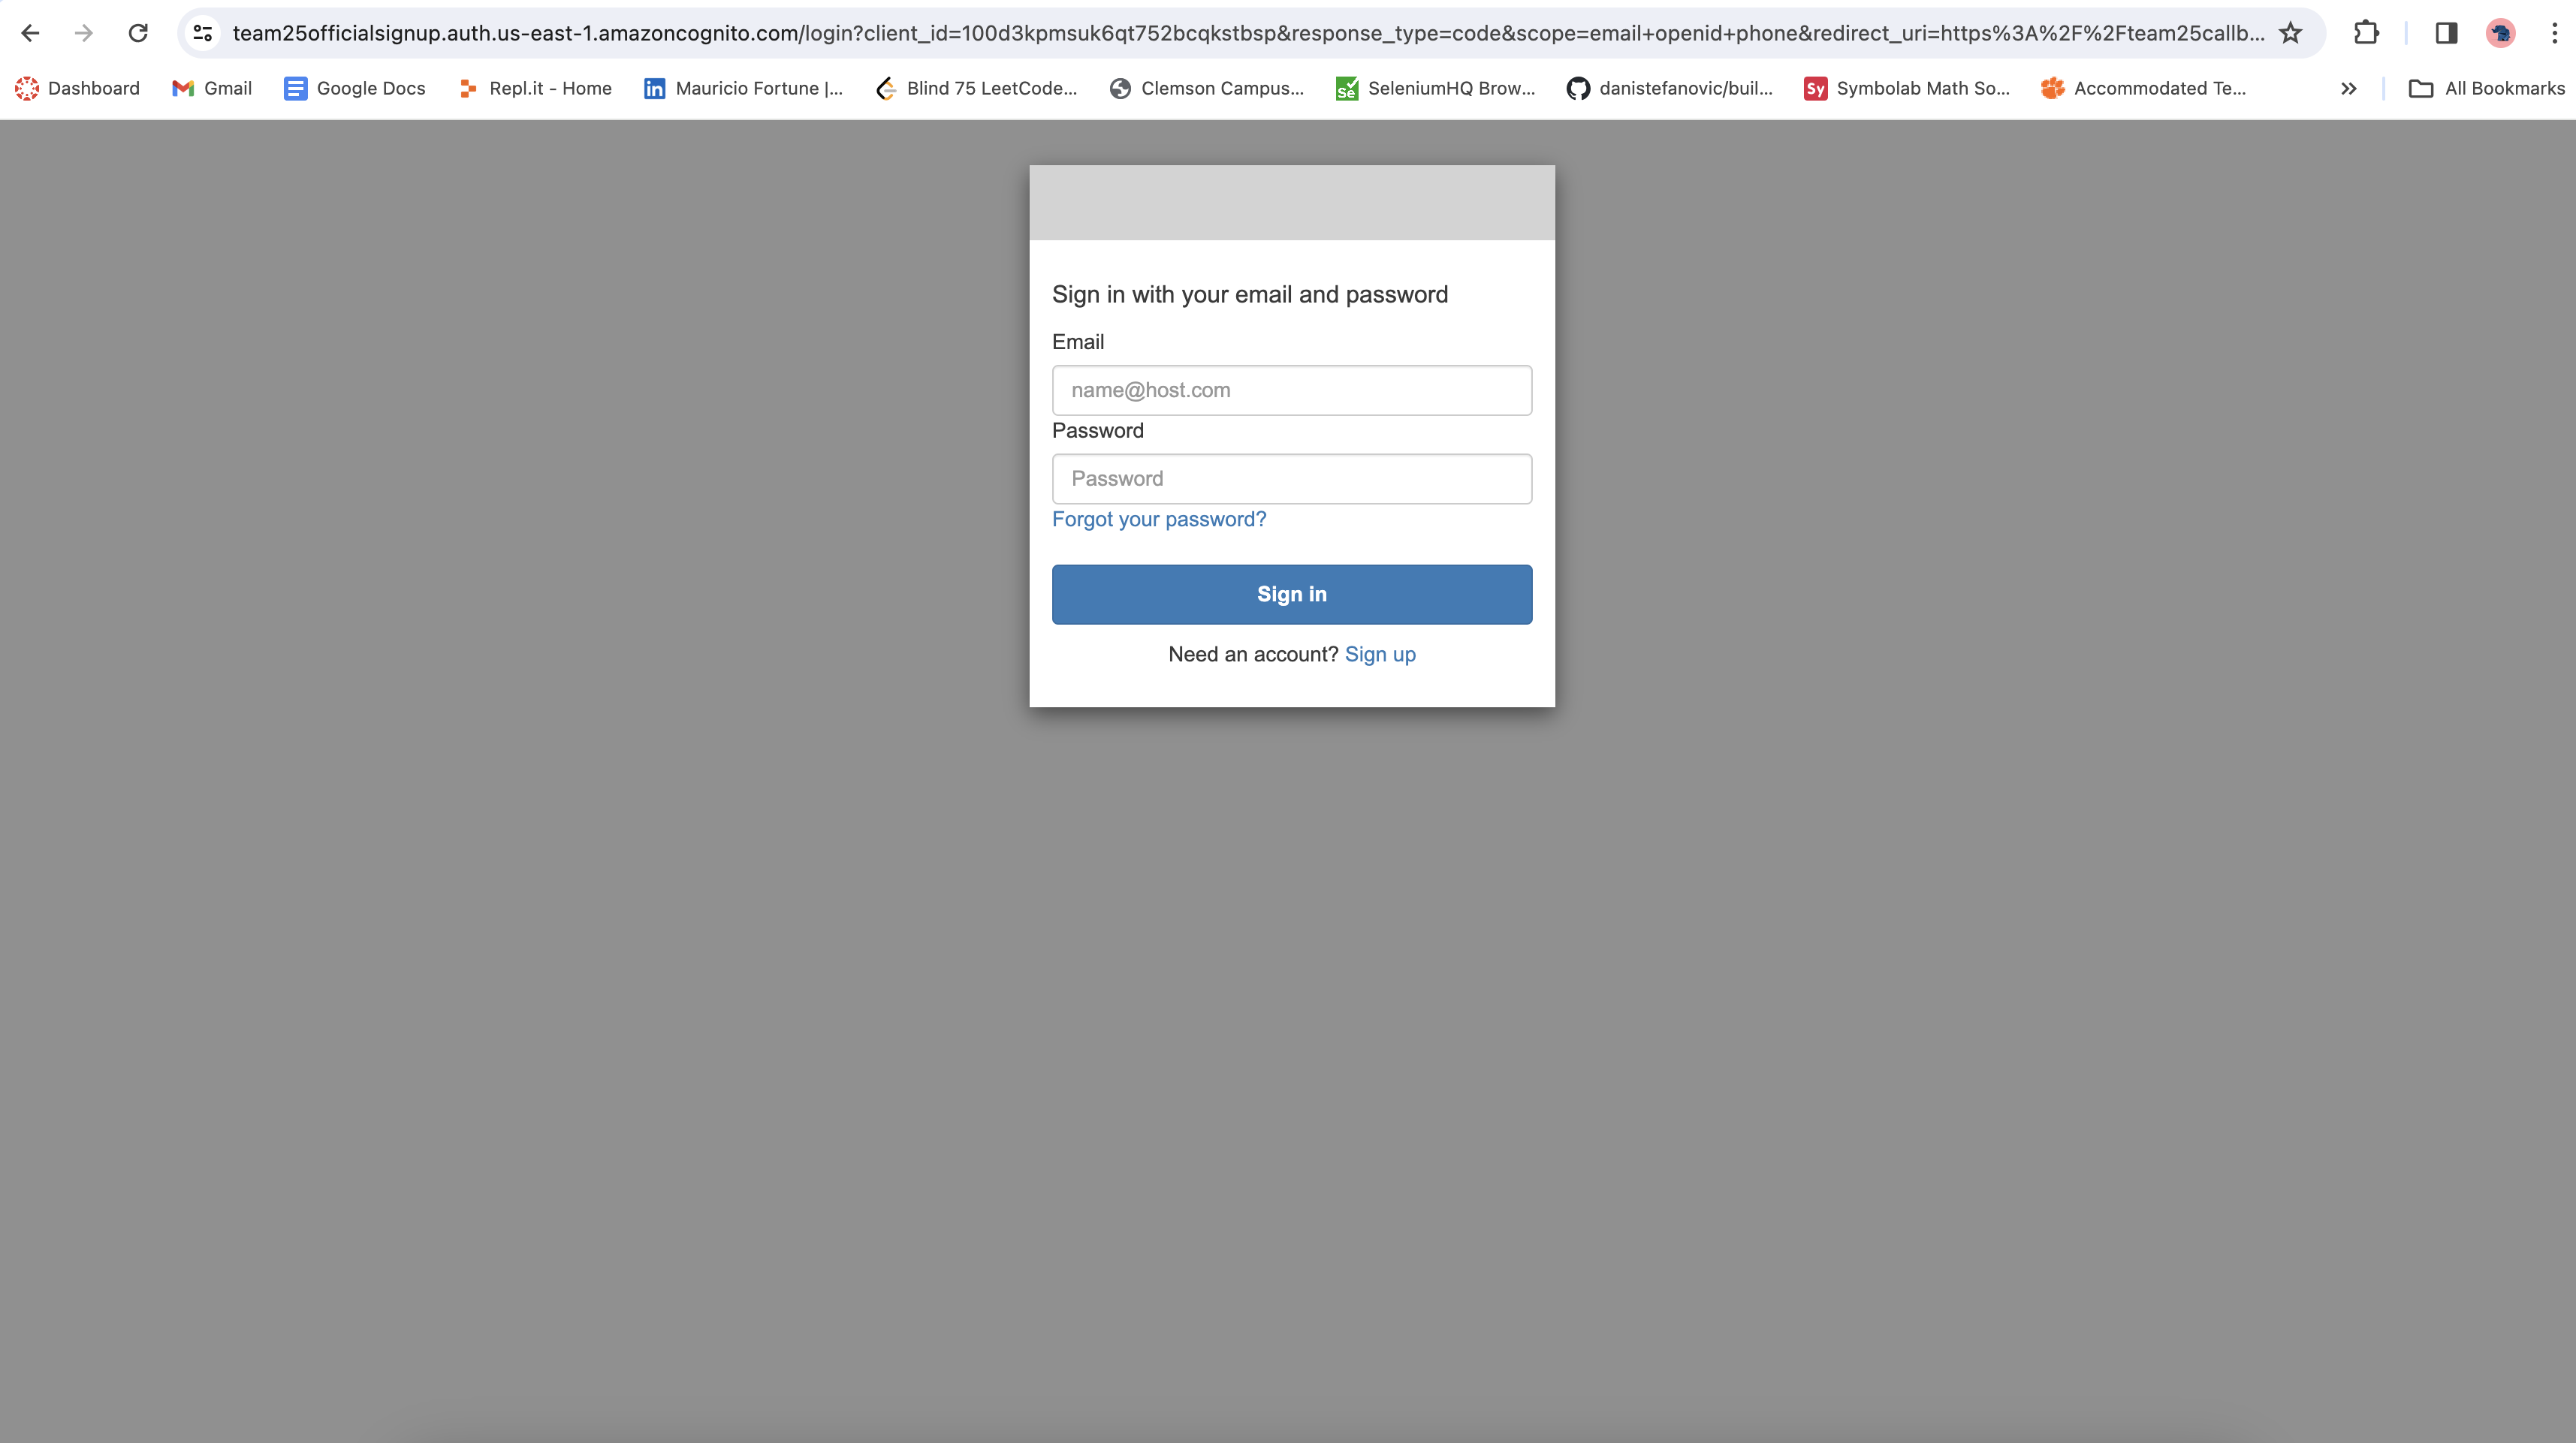 team25officialsignup.auth.us-east-1.amazoncognito.com/login?client_id=100d3kpmsuk6qt752bcqkstbsp&response_type=code&scope=email+openid+phone&redirect_uri=https%3A%2F%2Fteam25callb...
Dashboard Gmail Google Docs Repl.it - Home in Mauricio Fortune |... Blind 75 LeetCode... Clemson Campus... Se SeleniumHQ Brow... danistefanovic/buil... Sy Symbolab Math So... Accommodated Te... » All Bookmarks
Sign in with your email and password
Email
name@host.com
Password
Password
Forgot your password?
Sign in
Need an account? Sign up